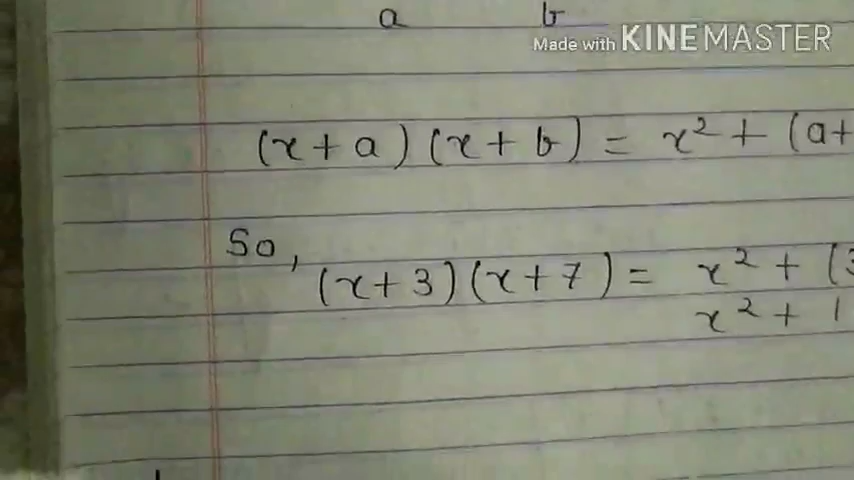 a b
Made with KINEMASTER
(x + a) (x + b) = x² + (a+
So,
(x+3)(x+7) = x² + (3
x² + 1